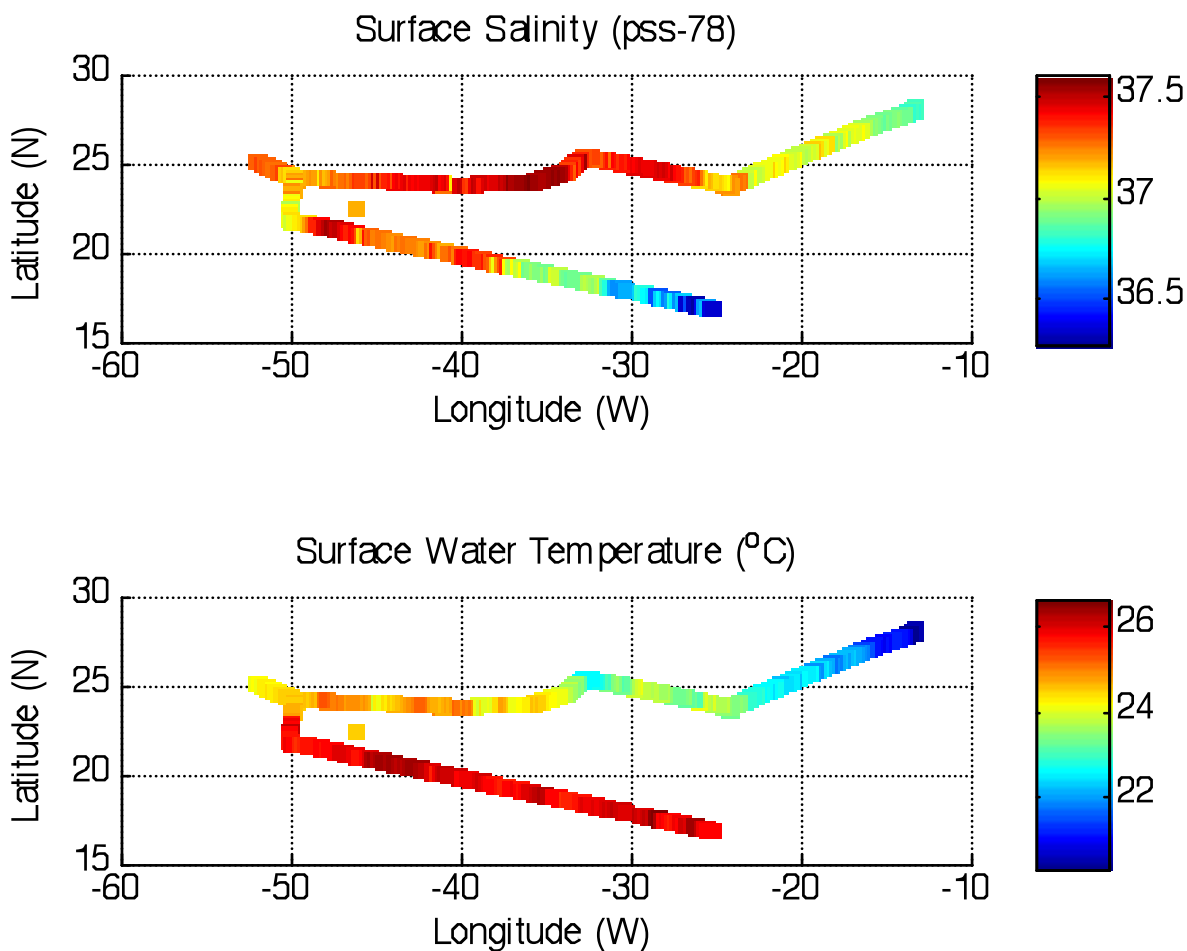 Surface Salinity (pss-78)
30
25
20
15
Latitude (N)
-60 -50 -40 -30 -20 -10
Longitude (W)
37.5
37
36.5
Surface Water Temperature (°C)
30
25
20
15
Latitude (N)
-60 -50 -40 -30 -20 -10
Longitude (W)
26
24
22